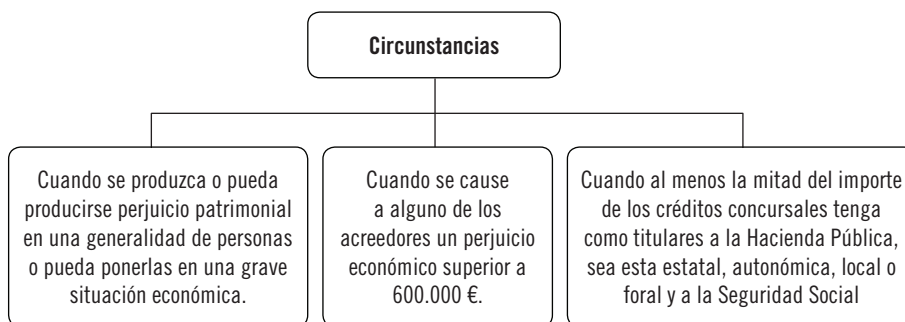 Circunstancias
Cuando se produzca o pueda
producirse perjuicio patrimonial
en una generalidad de personas
o pueda ponerlas en una grave
situación económica.
Cuando se cause
a alguno de los
acreedores un perjuicio
económico superior a
600.000 €.
Cuando al menos la mitad del importe
de los créditos concursales tenga
como titulares a la Hacienda Pública,
sea esta estatal, autonómica, local o
foral y a la Seguridad Social